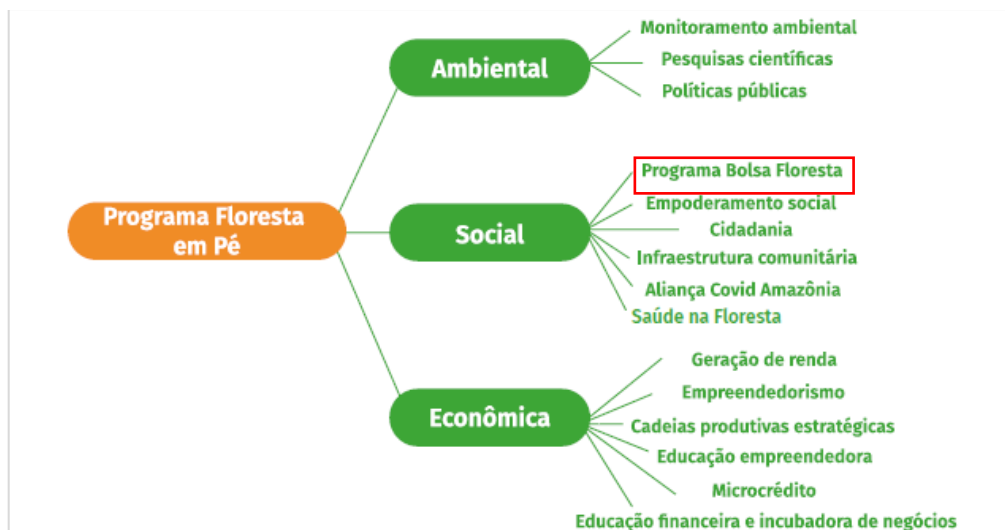 Programa Floresta
em Pé
Ambiental
Monitoramento ambiental
Pesquisas científicas
Políticas públicas
Social
Programa Bolsa Floresta
Empoderamento social
Cidadania
Infraestrutura comunitária
Aliança Covid Amazônia
Saúde na Floresta
Econômica
Geração de renda
Empreendedorismo
Cadeias produtivas estratégicas
Educação empreendedora
Microcrédito
Educação financeira e incubadora de negócios